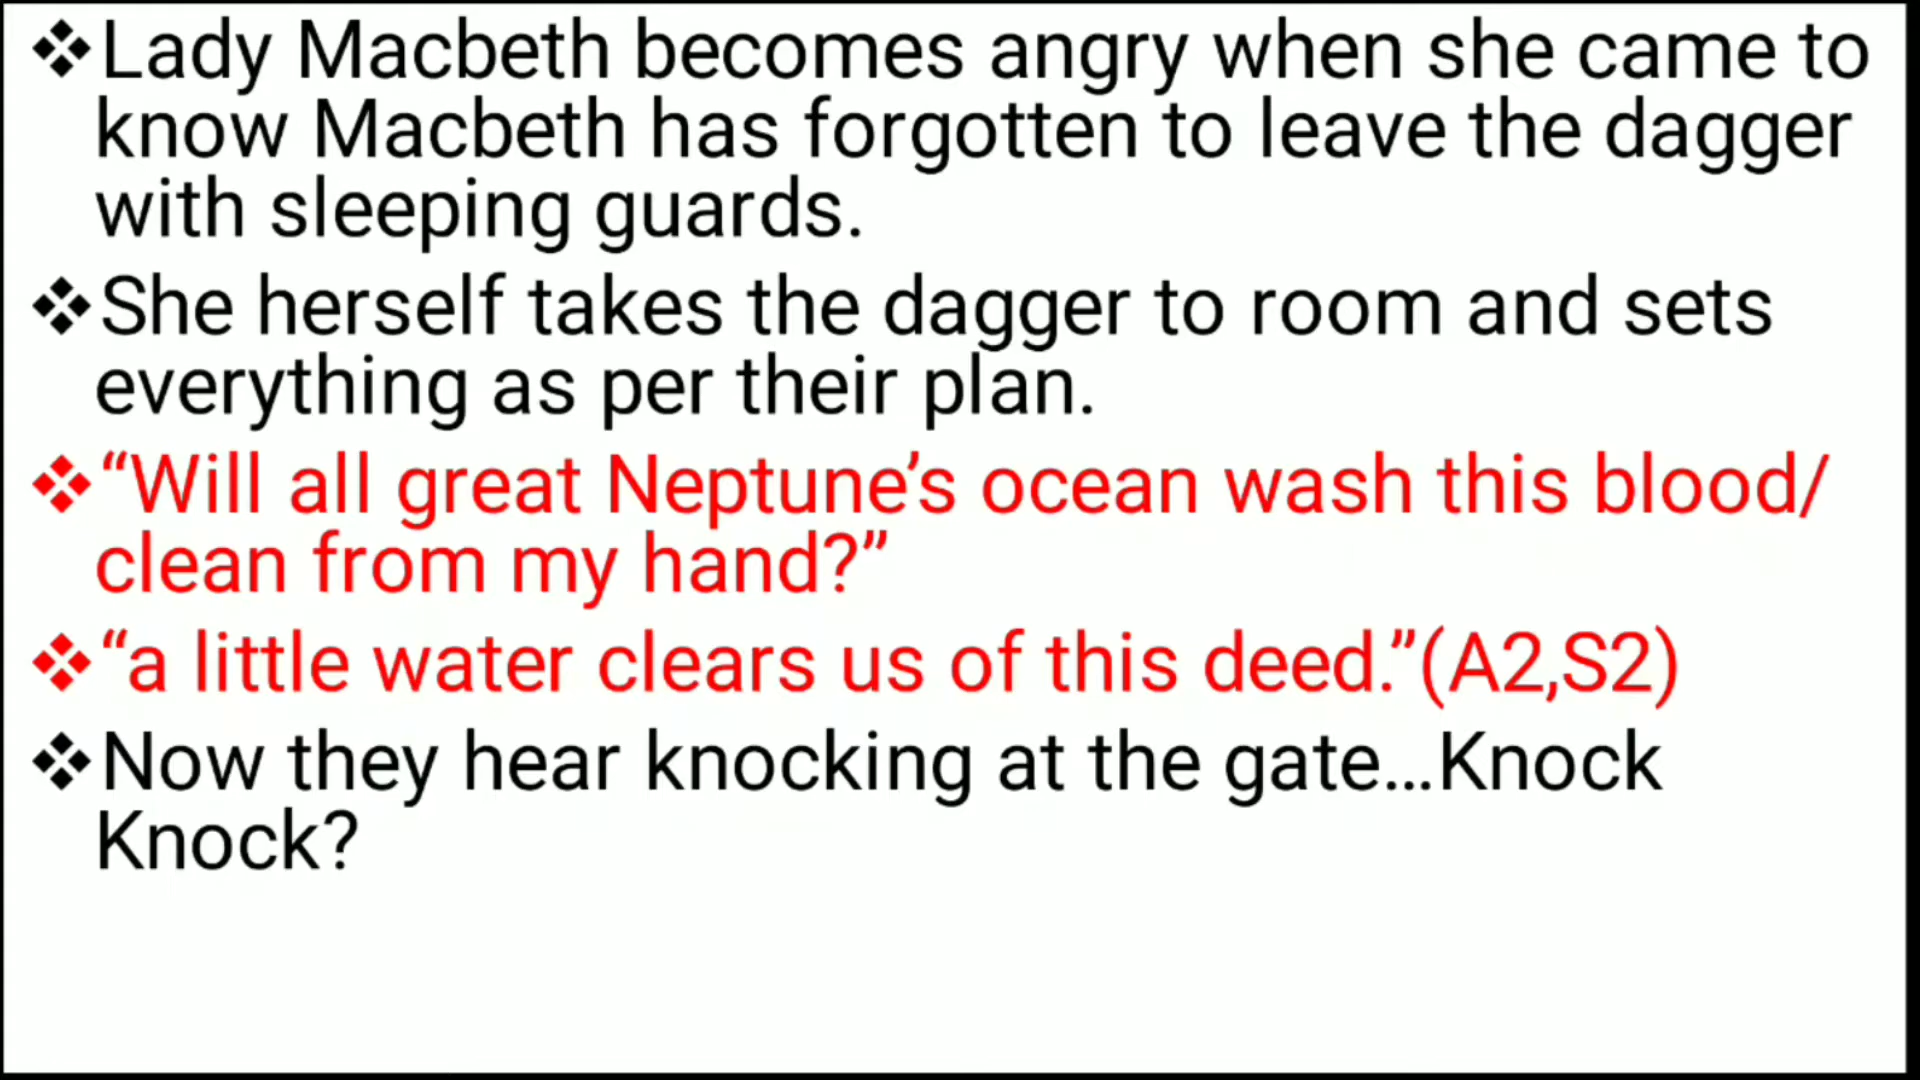 ❖Lady Macbeth becomes angry when she came to
know Macbeth has forgotten to leave the dagger
with sleeping guards.
❖She herself takes the dagger to room and sets
everything as per their plan.
❖“Will all great Neptune’s ocean wash this blood/
clean from my hand?”
❖“a little water clears us of this deed.”(A2,S2)
❖Now they hear knocking at the gate...Knock
Knock?